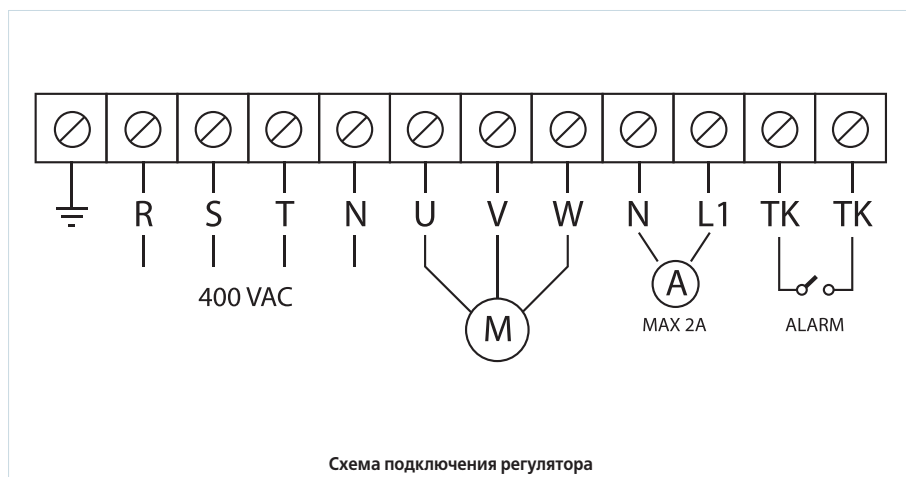 R S T N U V W N L1 TK TK
400 VAC
A
M
MAX 2A
ALARM
Схема подключения регулятора